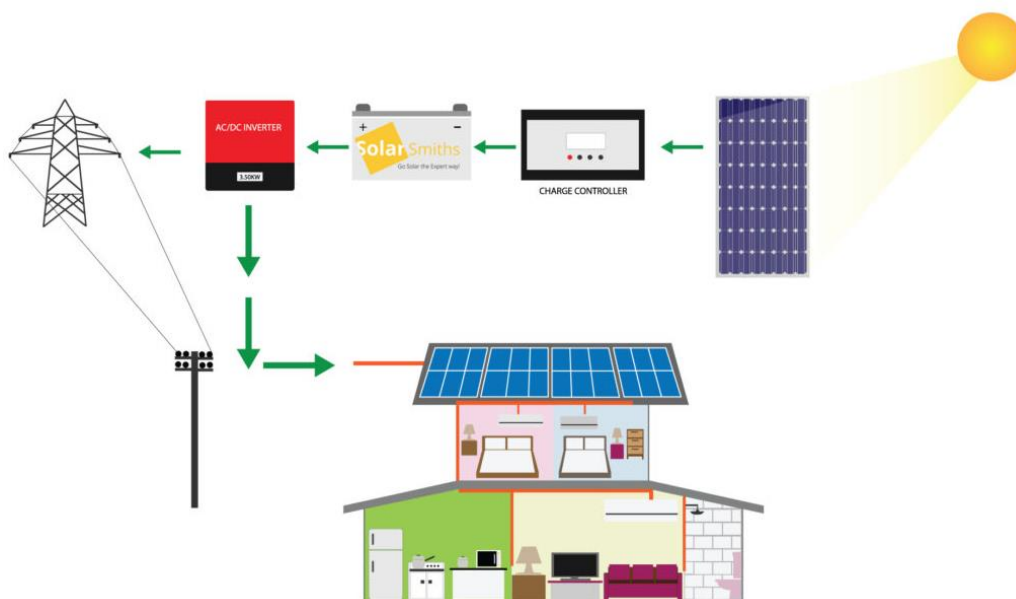 AC/DC INVERTER
3.50KW
+ -
Solar Smiths
Go Solar the Expert way!
CHARGE CONTROLLER